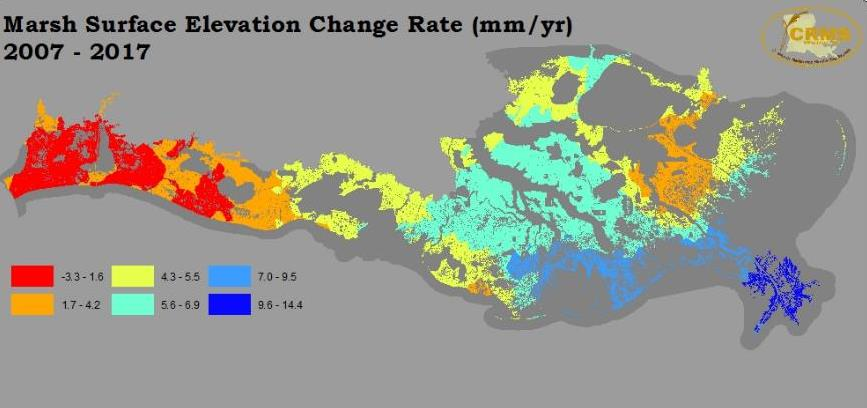 Marsh Surface Elevation Change Rate (mm/yr)
2007 - 2017
CRMS
-3.3 - 1.6
4.3 - 5.5
7.0 - 9.5
1.7 - 4.2
5.6 - 6.9
9.6 - 14.4